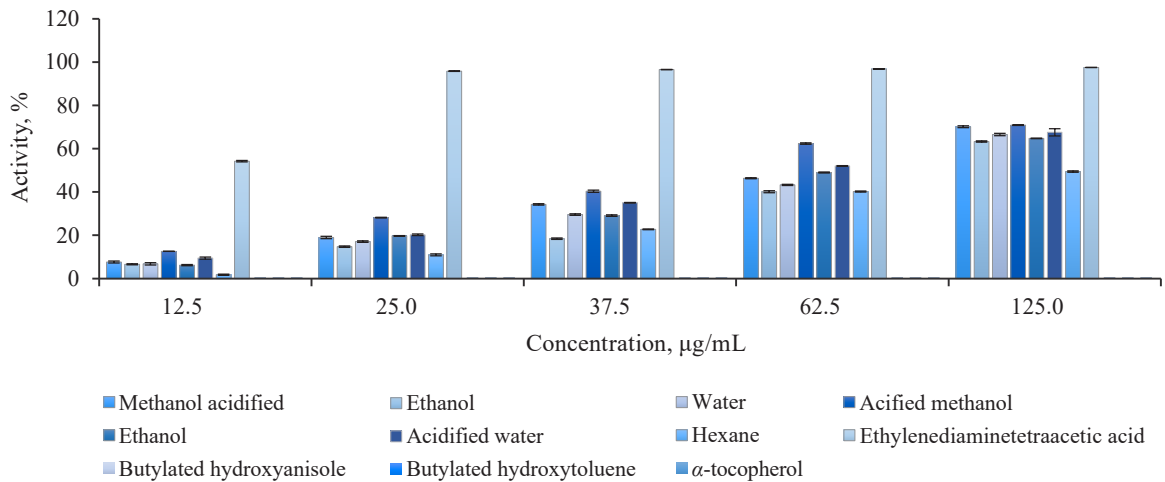 120
100
80
60
40
20
0
Activity, %
12.5 25.0 37.5 62.5 125.0
Concentration, µg/mL
Methanol acidified Ethanol Water Acified methanol
Ethanol Acidified water Hexane Ethylenediaminetetraacetic acid
Butylated hydroxyanisole Butylated hydroxytoluene α-tocopherol